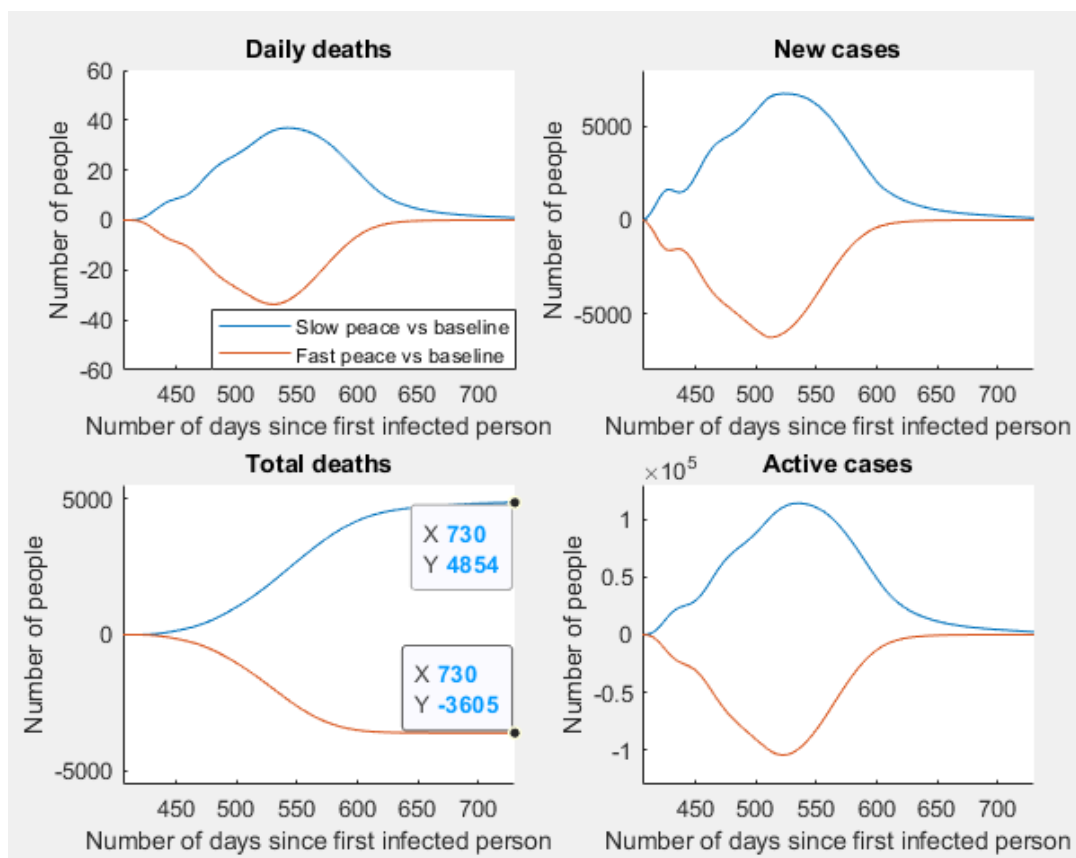 Daily deaths
Number of people
60
40
20
0
-20
-40
-60
Slow peace vs baseline
Fast peace vs baseline
450 500 550 600 650 700
Number of days since first infected person
New cases
Number of people
5000
0
-5000
450 500 550 600 650 700
Number of days since first infected person
Total deaths
Number of people
5000
0
-5000
X 730
Y 4854
X 730
Y -3605
450 500 550 600 650 700
Number of days since first infected person
Active cases
×10^5
Number of people
1
0.5
0
-0.5
-1
450 500 550 600 650 700
Number of days since first infected person